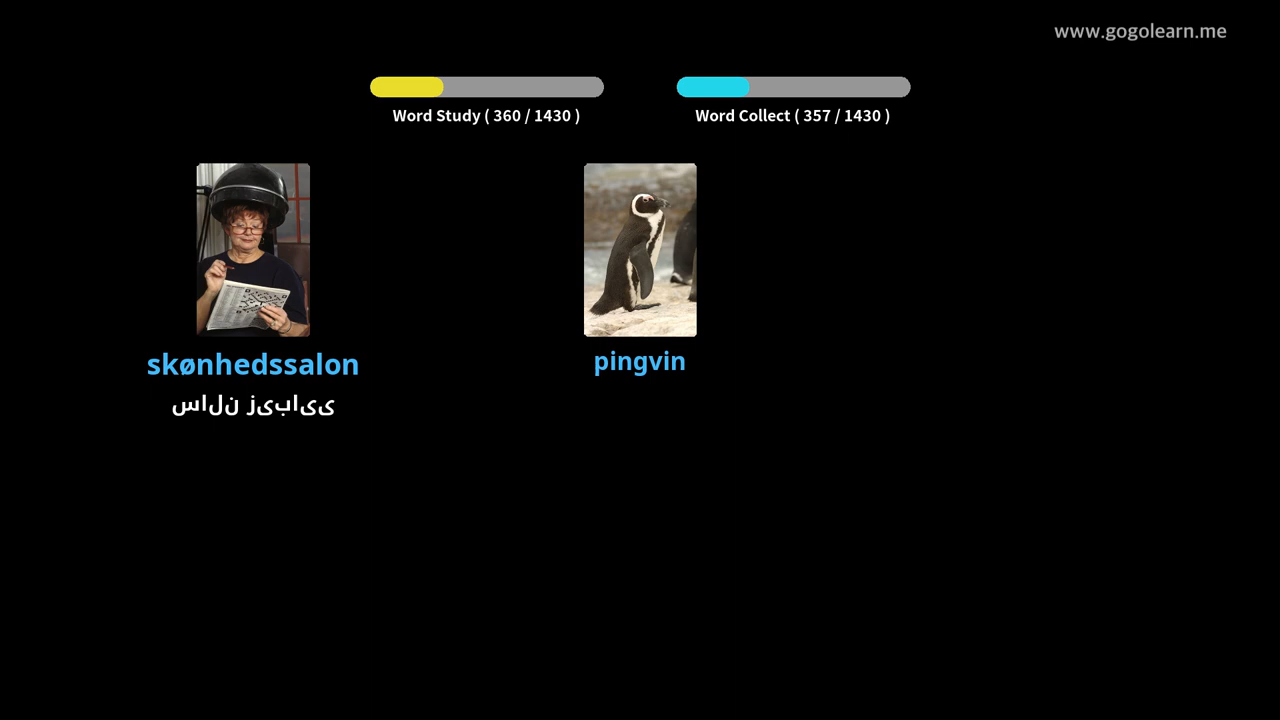 www.gogolearn.me
Word Study ( 360 / 1430 )
Word Collect ( 357 / 1430 )
skønhedssalon
سالن زیبایی
pingvin